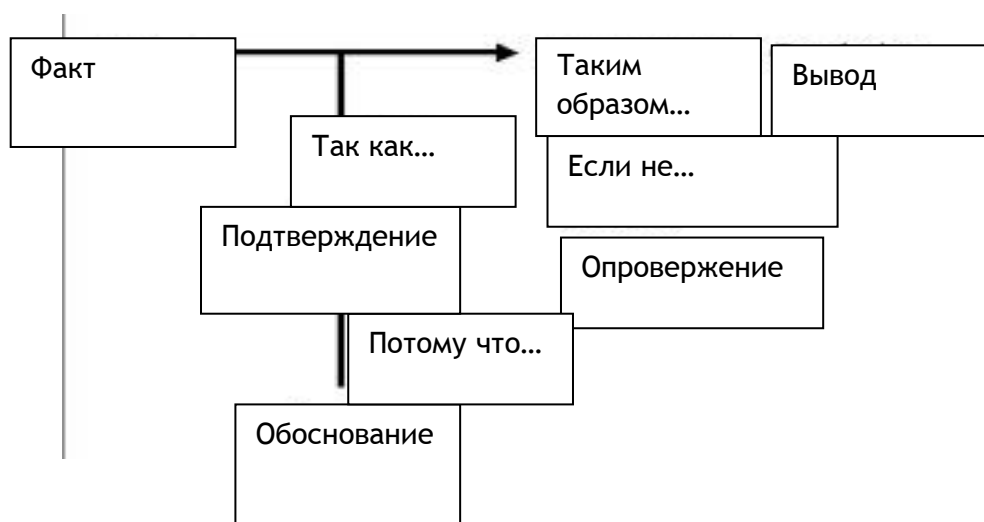 Факт
Таким
образом…
Вывод
Так как…
Если не…
Подтверждение
Опровержение
Потому что…
Обоснование